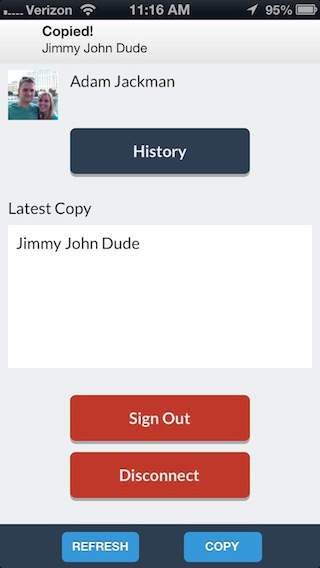 Verizon 11:16 AM 95%
Copied!
Jimmy John Dude
Adam Jackman
History
Latest Copy
Jimmy John Dude
Sign Out
Disconnect
REFRESH COPY